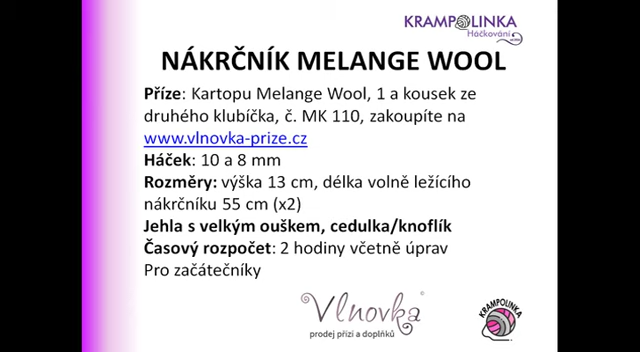 KRAMPOLINKA
Háčkování
NÁKRČNÍK MELANGE WOOL
Příze: Kartopu Melange Wool, 1 a kousek ze
druhého klubíčka, č. MK 110, zakoupíte na
www.vlnovka-prize.cz
Háček: 10 a 8 mm
Rozměry: výška 13 cm, délka volně ležícího
nákrčníku 55 cm (x2)
Jehla s velkým ouškem, cedulka/knoflík
Časový rozpočet: 2 hodiny včetně úprav
Pro začátečníky
Vlnovka ©
prodej přízí a doplňků
KRAMPOLINKA